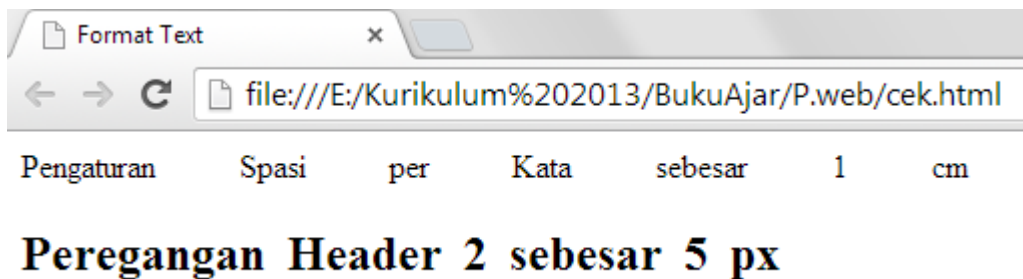 Format Text
file:///E:/Kurikulum%202013/BukuAjar/P.web/cek.html
Pengaturan Spasi per Kata sebesar 1 cm
Peregangan Header 2 sebesar 5 px